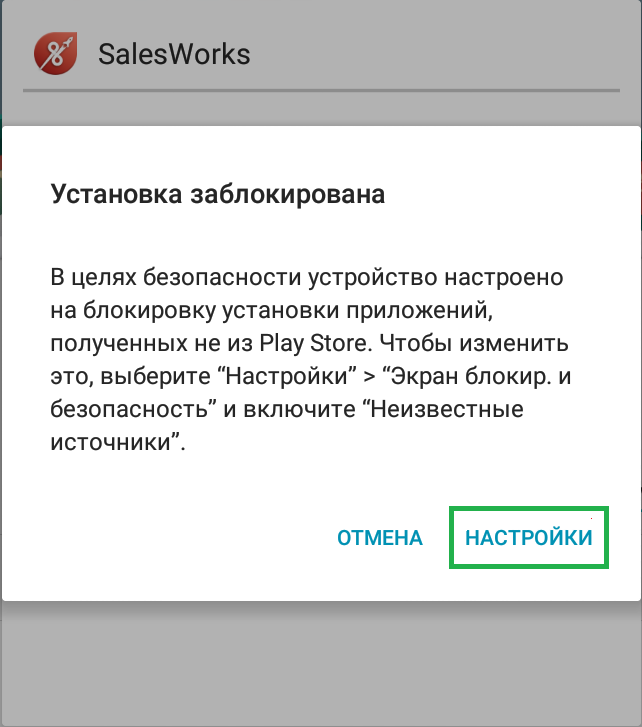 SalesWorks
Установка заблокирована
В целях безопасности устройство настроено
на блокировку установки приложений,
полученных не из Play Store. Чтобы изменить
это, выберите “Настройки” > “Экран блокир. и
безопасность” и включите “Неизвестные
источники”.
ОТМЕНА НАСТРОЙКИ